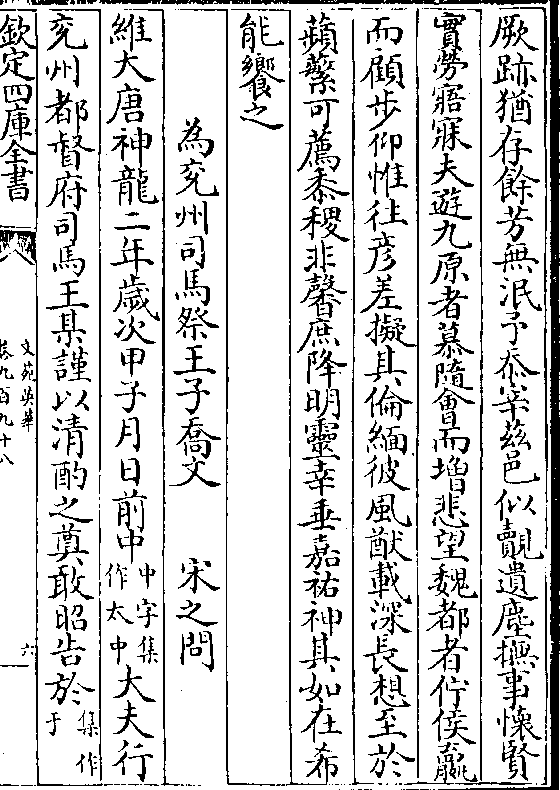 厥跡猶存餘芳無泯予忝宰兹邑似覿遺塵撫事懷賢
實勞寤寐夫遊九原者慕隨會而增悲望魏都者佇侯嬴
而顧步仰惟往彦差擬其倫緬彼風猷載深長想至於
蘋蘩可薦黍稷非馨庶降明靈幸垂嘉祐神其如在希
能饗之
為兖州司馬祭王子喬文 宋之問
維大唐神龍二年歲次甲子月日前中中字集作太中大夫行
兖州都督府司馬王某謹以清酌之奠敢昭告於集作于
欽定四庫全書
文苑英華
卷九百九十八
六